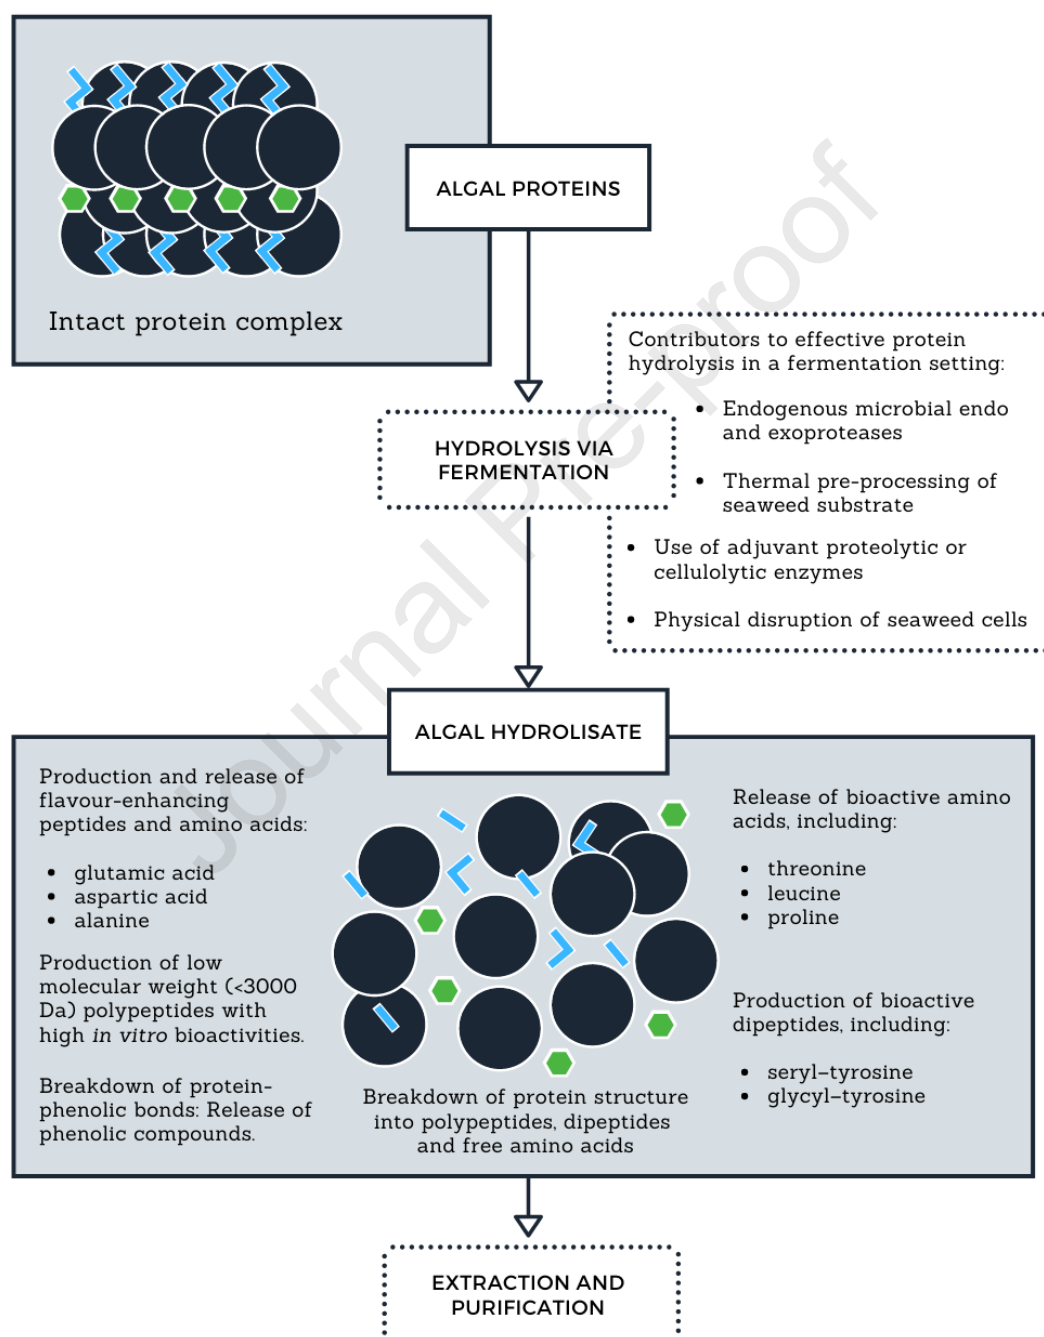 ALGAL PROTEINS
Intact protein complex
Contributors to effective protein
hydrolysis in a fermentation setting:
• Endogenous microbial endo
and exoproteases
• Thermal pre-processing of
seaweed substrate
• Use of adjuvant proteolytic or
cellulolytic enzymes
• Physical disruption of seaweed cells
HYDROLYSIS VIA
FERMENTATION
ALGAL HYDROLISATE
Production and release of
flavour-enhancing
peptides and amino acids:
• glutamic acid
• aspartic acid
• alanine
Production of low
molecular weight (<3000
Da) polypeptides with
high in vitro bioactivities.
Breakdown of protein-
phenolic bonds: Release of
phenolic compounds.
Breakdown of protein structure
into polypeptides, dipeptides
and free amino acids
Release of bioactive amino
acids, including:
• threonine
• leucine
• proline
Production of bioactive
dipeptides, including:
• seryl–tyrosine
• glycyl–tyrosine
EXTRACTION AND
PURIFICATION
Journal Pre-proof